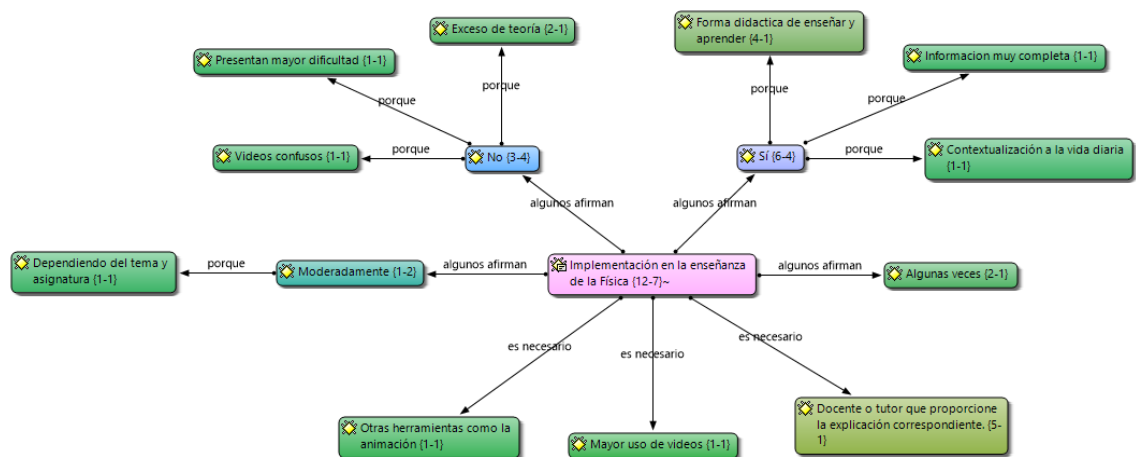 Exceso de teoría {2-1}
Forma didactica de enseñar y
aprender {4-1}
Presentan mayor dificultad {1-1}
Informacion muy completa {1-1}
porque
porque
porque
porque
Videos confusos {1-1}
porque
No {3-4}
Sí {6-4}
porque
Contextualización a la vida diaria
{1-1}
algunos afirman
algunos afirman
Dependiendo del tema y
asignatura {1-1}
porque
Moderadamente {1-2}
algunos afirman
Implementación en la enseñanza
de la Física {12-7}~
algunos afirman
Algunas veces {2-1}
es necesario
es necesario
es necesario
Otras herramientas como la
animación {1-1}
Mayor uso de videos {1-1}
Docente o tutor que proporcione
la explicación correspondiente. {5-
1}